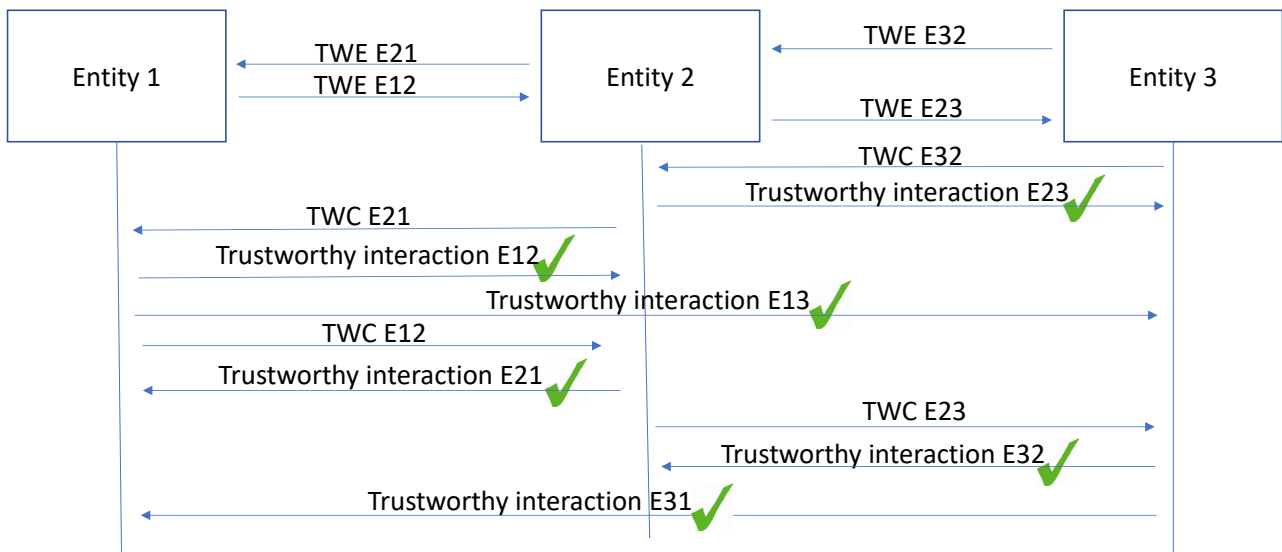 TWE E32
TWE E21
Entity 1
Entity 2
Entity 3
TWE E12
TWE E23
TWC E32
Trustworthy interaction E23
TWC E21
Trustworthy interaction E12
Trustworthy interaction E13
TWC E12
Trustworthy interaction E21
TWC E23
Trustworthy interaction E32
Trustworthy interaction E31